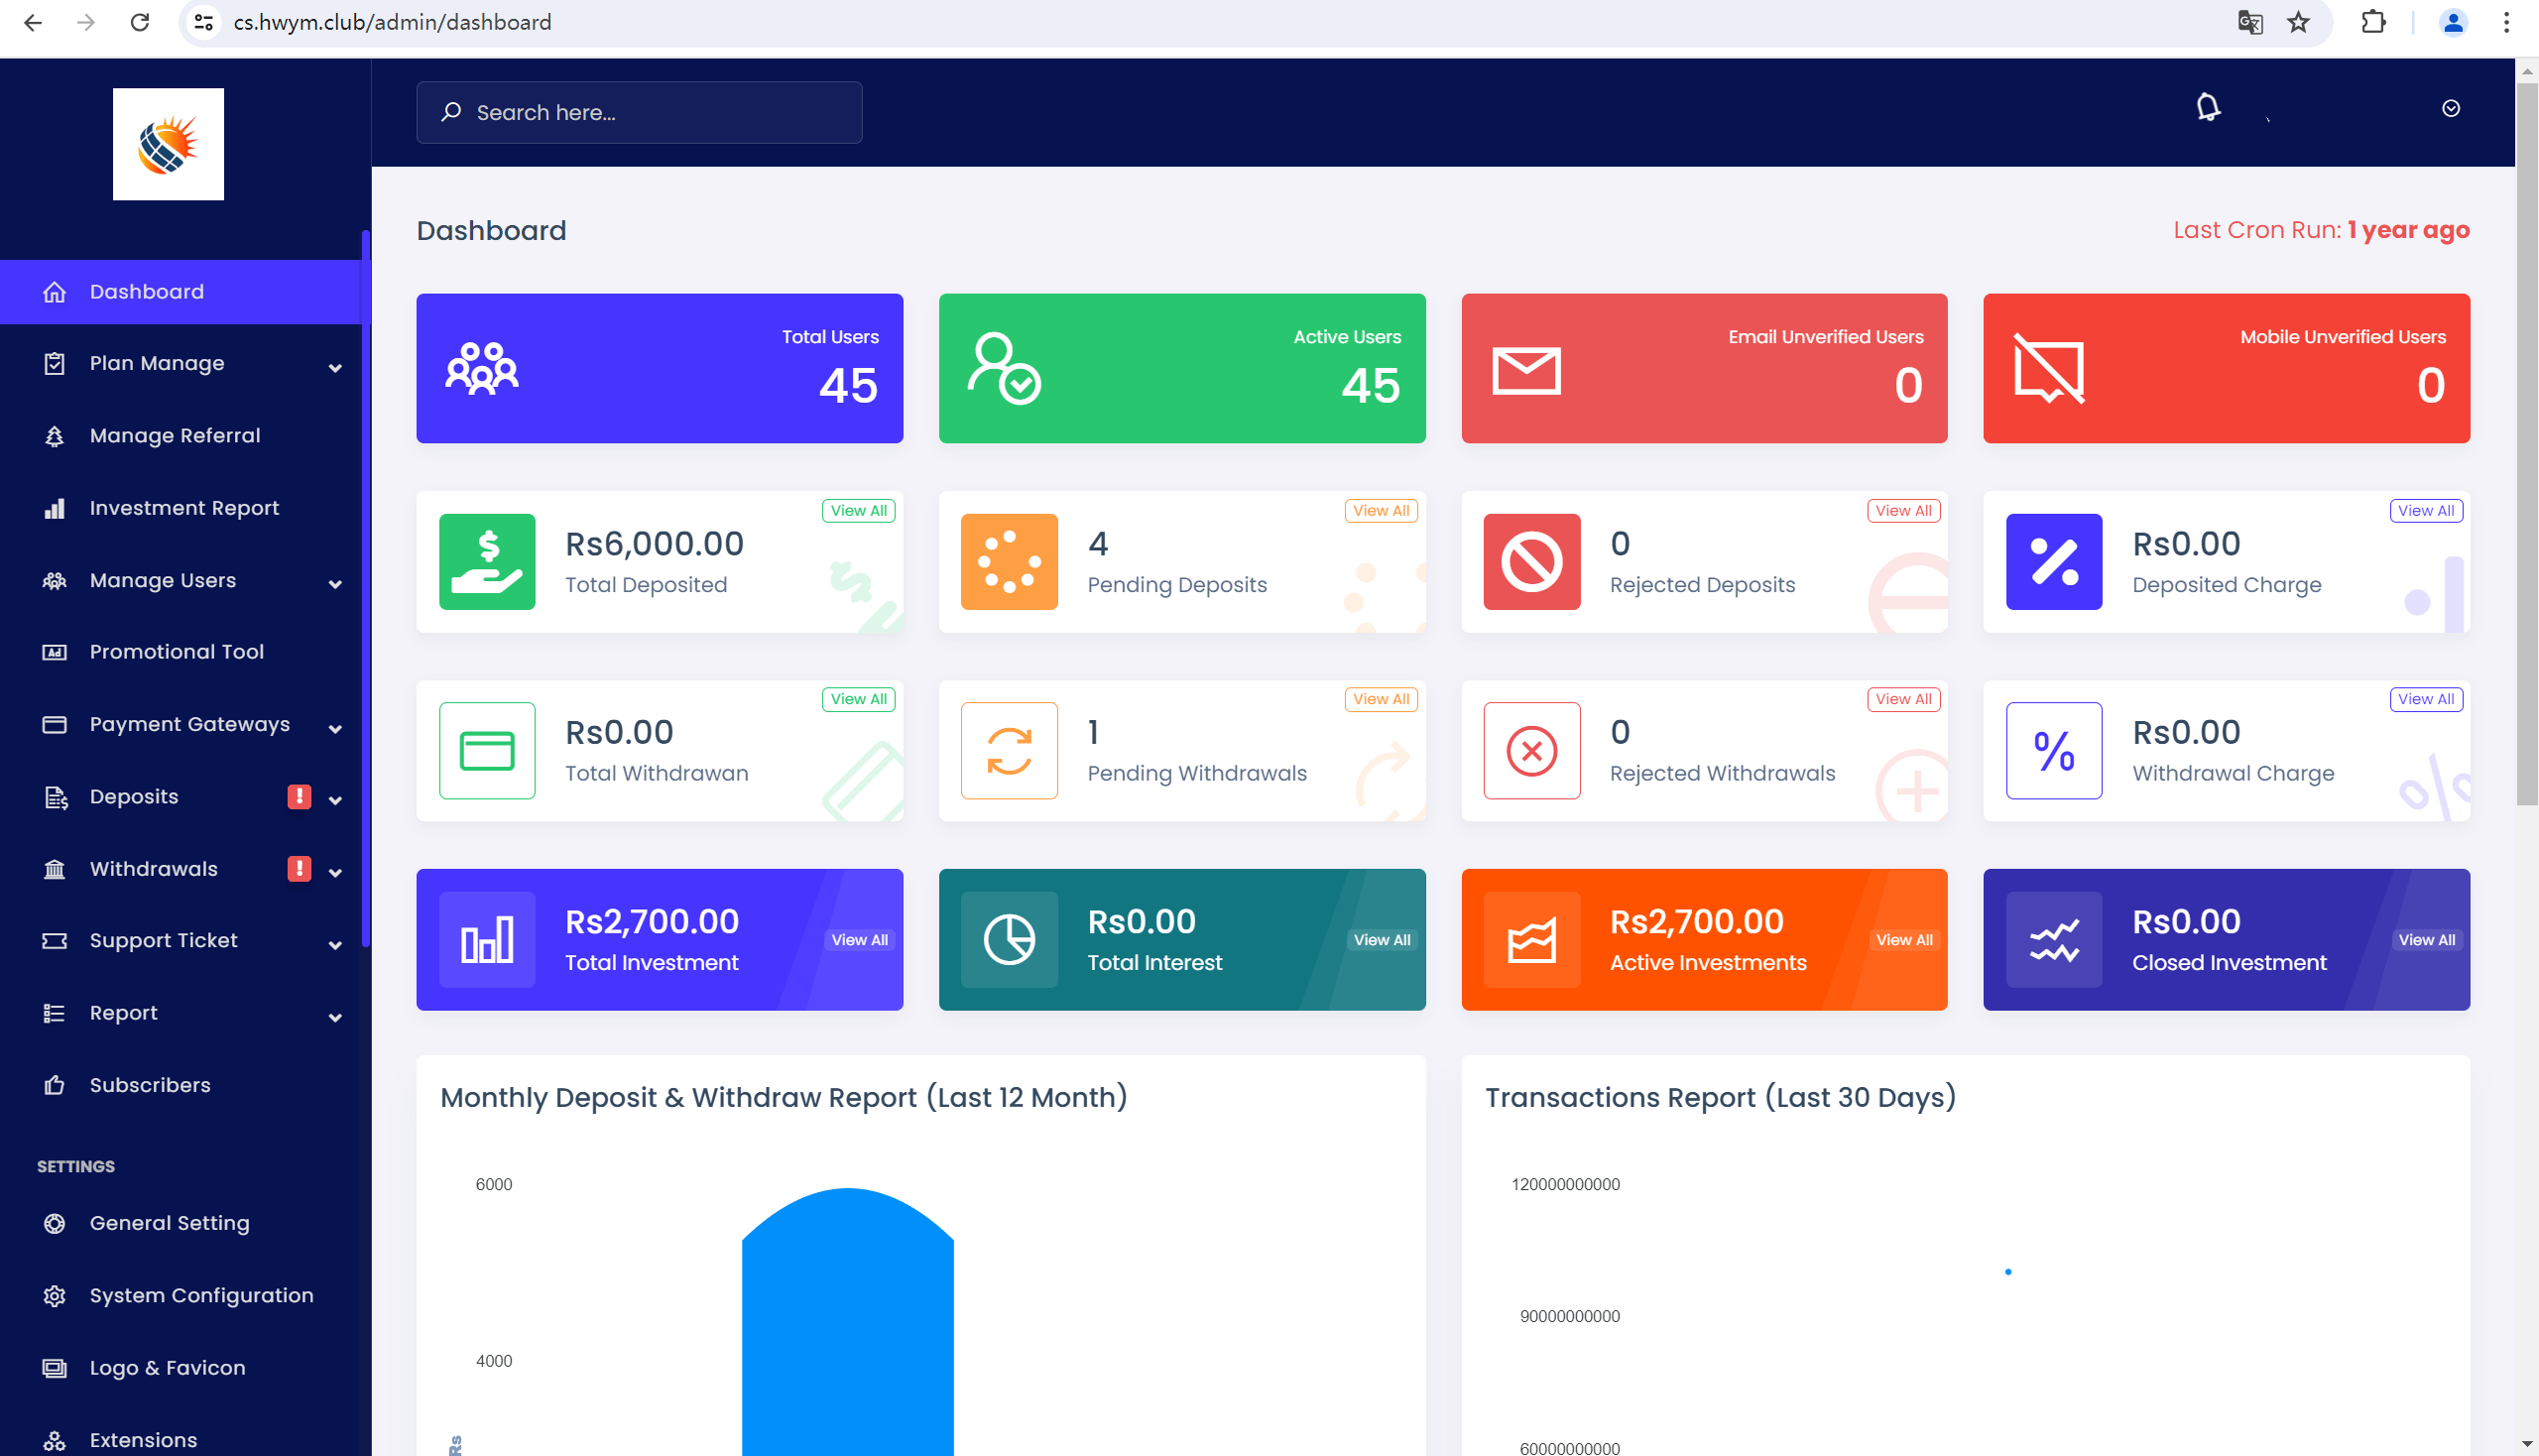 cs.hwym.club/admin/dashboard
Search here...
Dashboard
Plan Manage
Manage Referral
Investment Report
Manage Users
Promotional Tool
Payment Gateways
Deposits
Withdrawals
Support Ticket
Report
Subscribers
SETTINGS
General Setting
System Configuration
Logo & Favicon
Extensions
Dashboard
Last Cron Run: 1 year ago
Total Users
45
Active Users
45
Email Unverified Users
0
Mobile Unverified Users
0
View All
Rs6,000.00
Total Deposited
View All
4
Pending Deposits
View All
0
Rejected Deposits
View All
Rs0.00
Deposited Charge
View All
Rs0.00
Total Withdrawan
View All
1
Pending Withdrawals
View All
0
Rejected Withdrawals
View All
Rs0.00
Withdrawal Charge
Rs2,700.00
Total Investment
View All
Rs0.00
Total Interest
View All
Rs2,700.00
Active Investments
View All
Rs0.00
Closed Investment
View All
Monthly Deposit & Withdraw Report (Last 12 Month)
6000
4000
Rs
Transactions Report (Last 30 Days)
120000000000
90000000000
60000000000